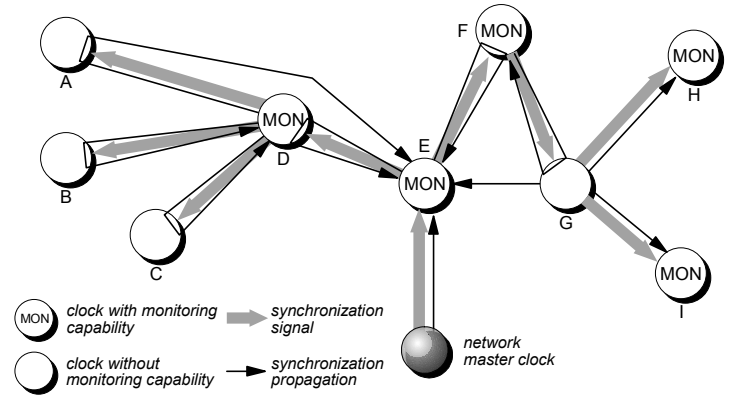 F
MON
MON
A
H
MON
E
D
MON
B
G
C
MON
I
MON
clock with monitoring
capability
synchronization
signal
network
master clock
clock without
monitoring capability
synchronization
propagation